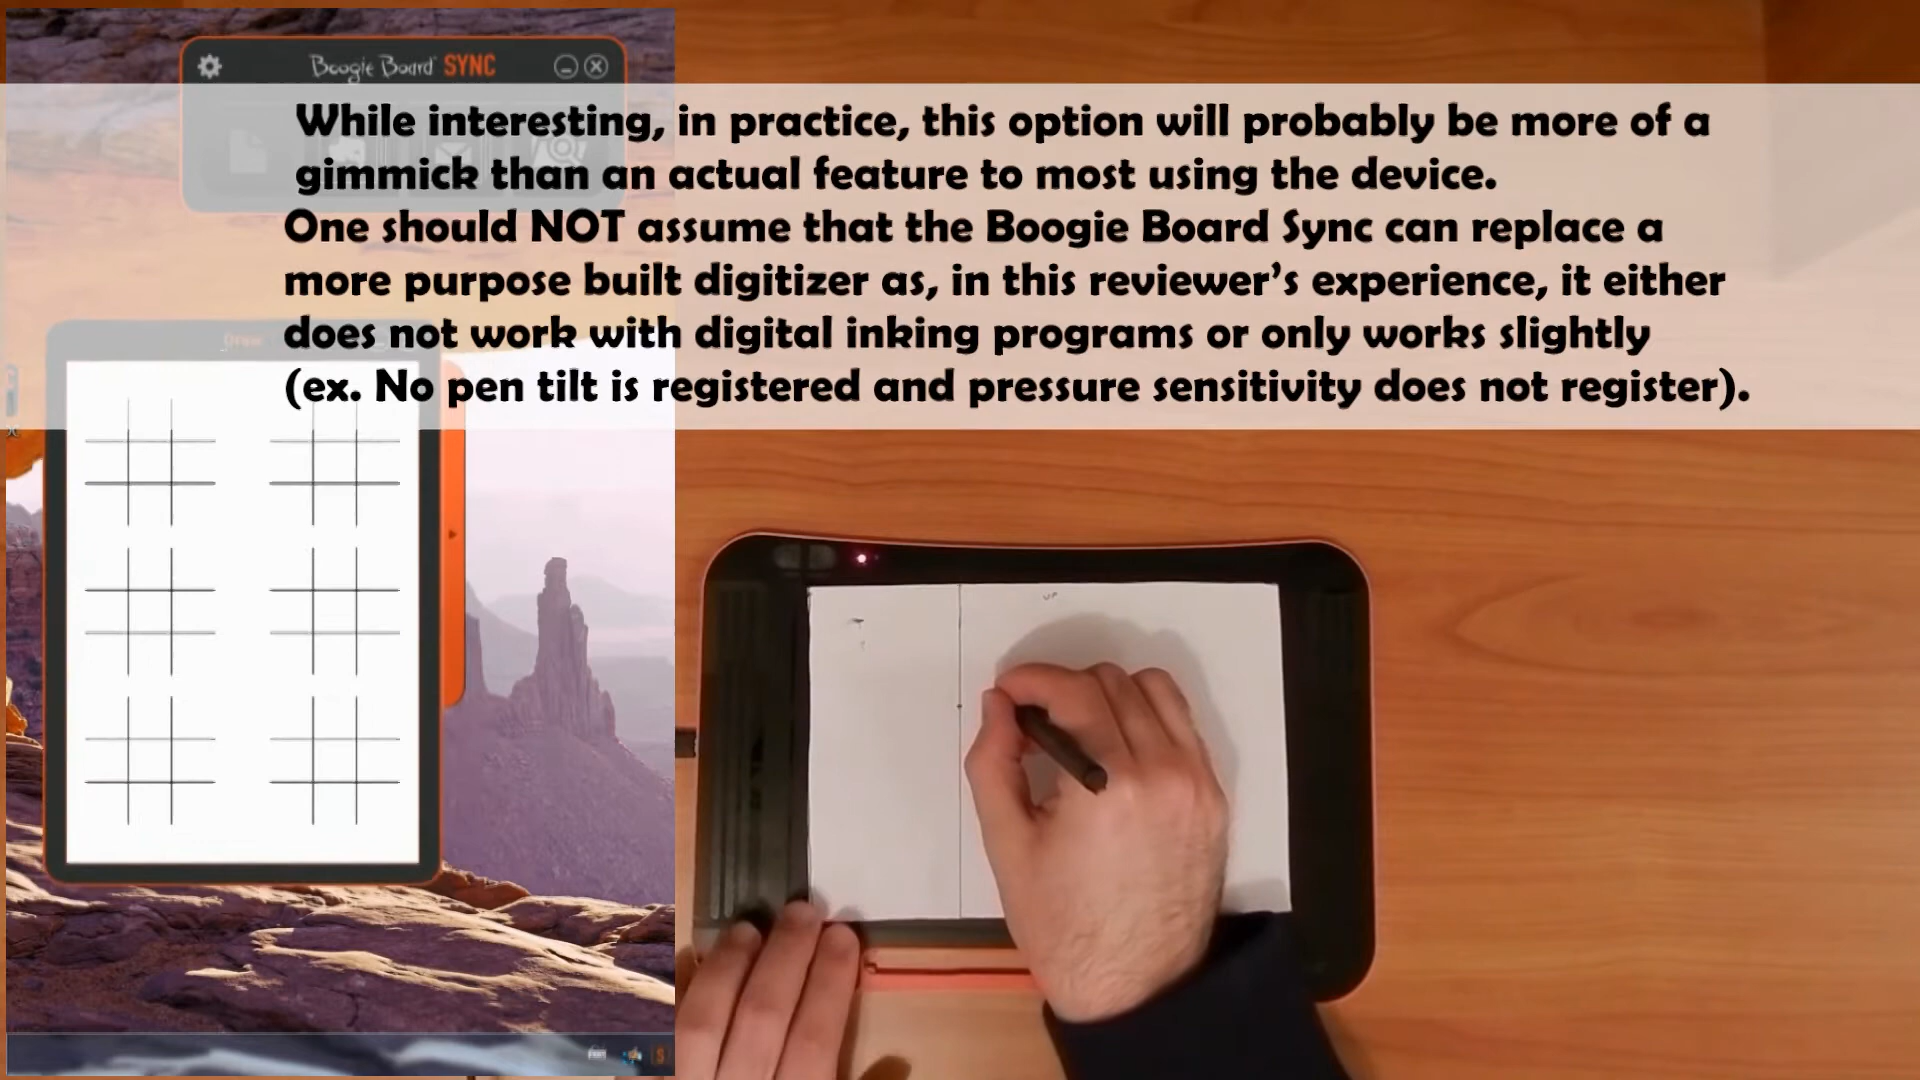 Boogie Board SYNC
While interesting, in practice, this option will probably be more of a
gimmick than an actual feature to most using the device.
One should NOT assume that the Boogie Board Sync can replace a
more purpose built digitizer as, in this reviewer’s experience, it either
does not work with digital inking programs or only works slightly
(ex. No pen tilt is registered and pressure sensitivity does not register).
Draw
UP
S